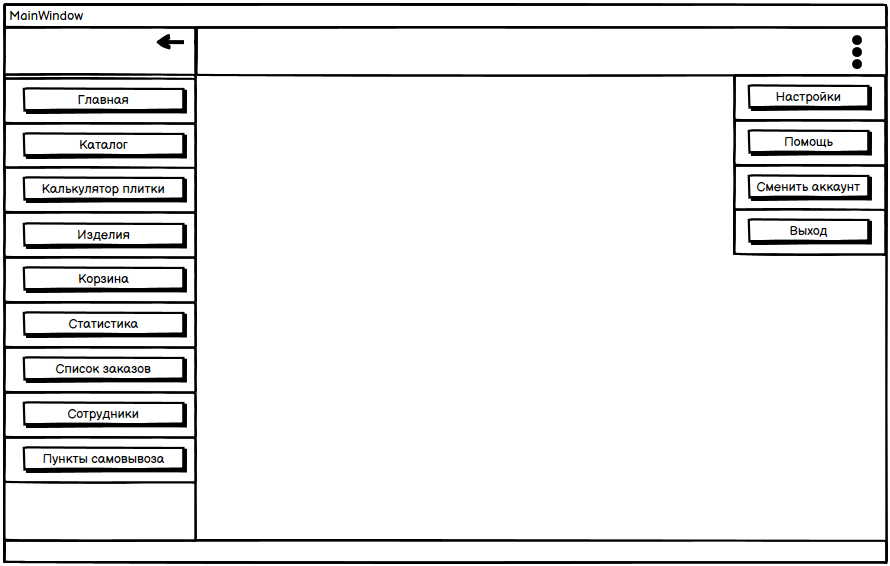 MainWindow
Главная
Каталог
Калькулятор плитки
Изделия
Корзина
Статистика
Список заказов
Сотрудники
Пункты самовывоза
Настройки
Помощь
Сменить аккаунт
Выход